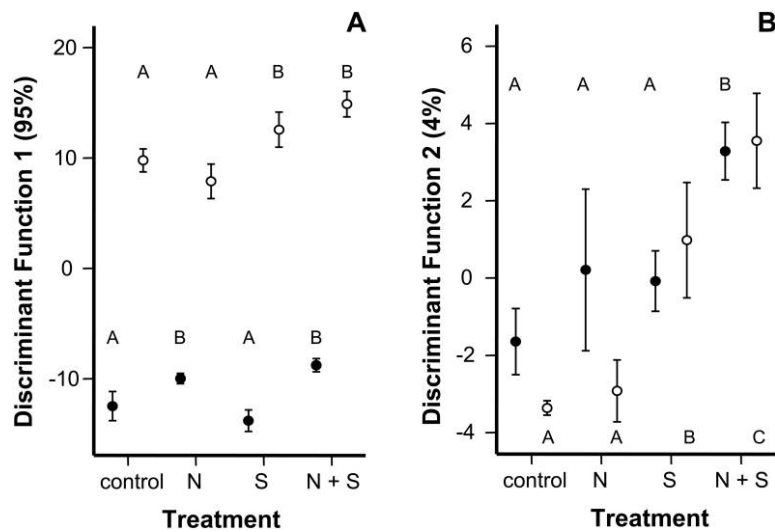 A
Discriminant Function 1 (95%)
20
10
0
-10
A A B B
A B A B
control N S N + S
Treatment
B
Discriminant Function 2 (4%)
6
4
2
0
-2
-4
A A A B
A A B C
control N S N + S
Treatment